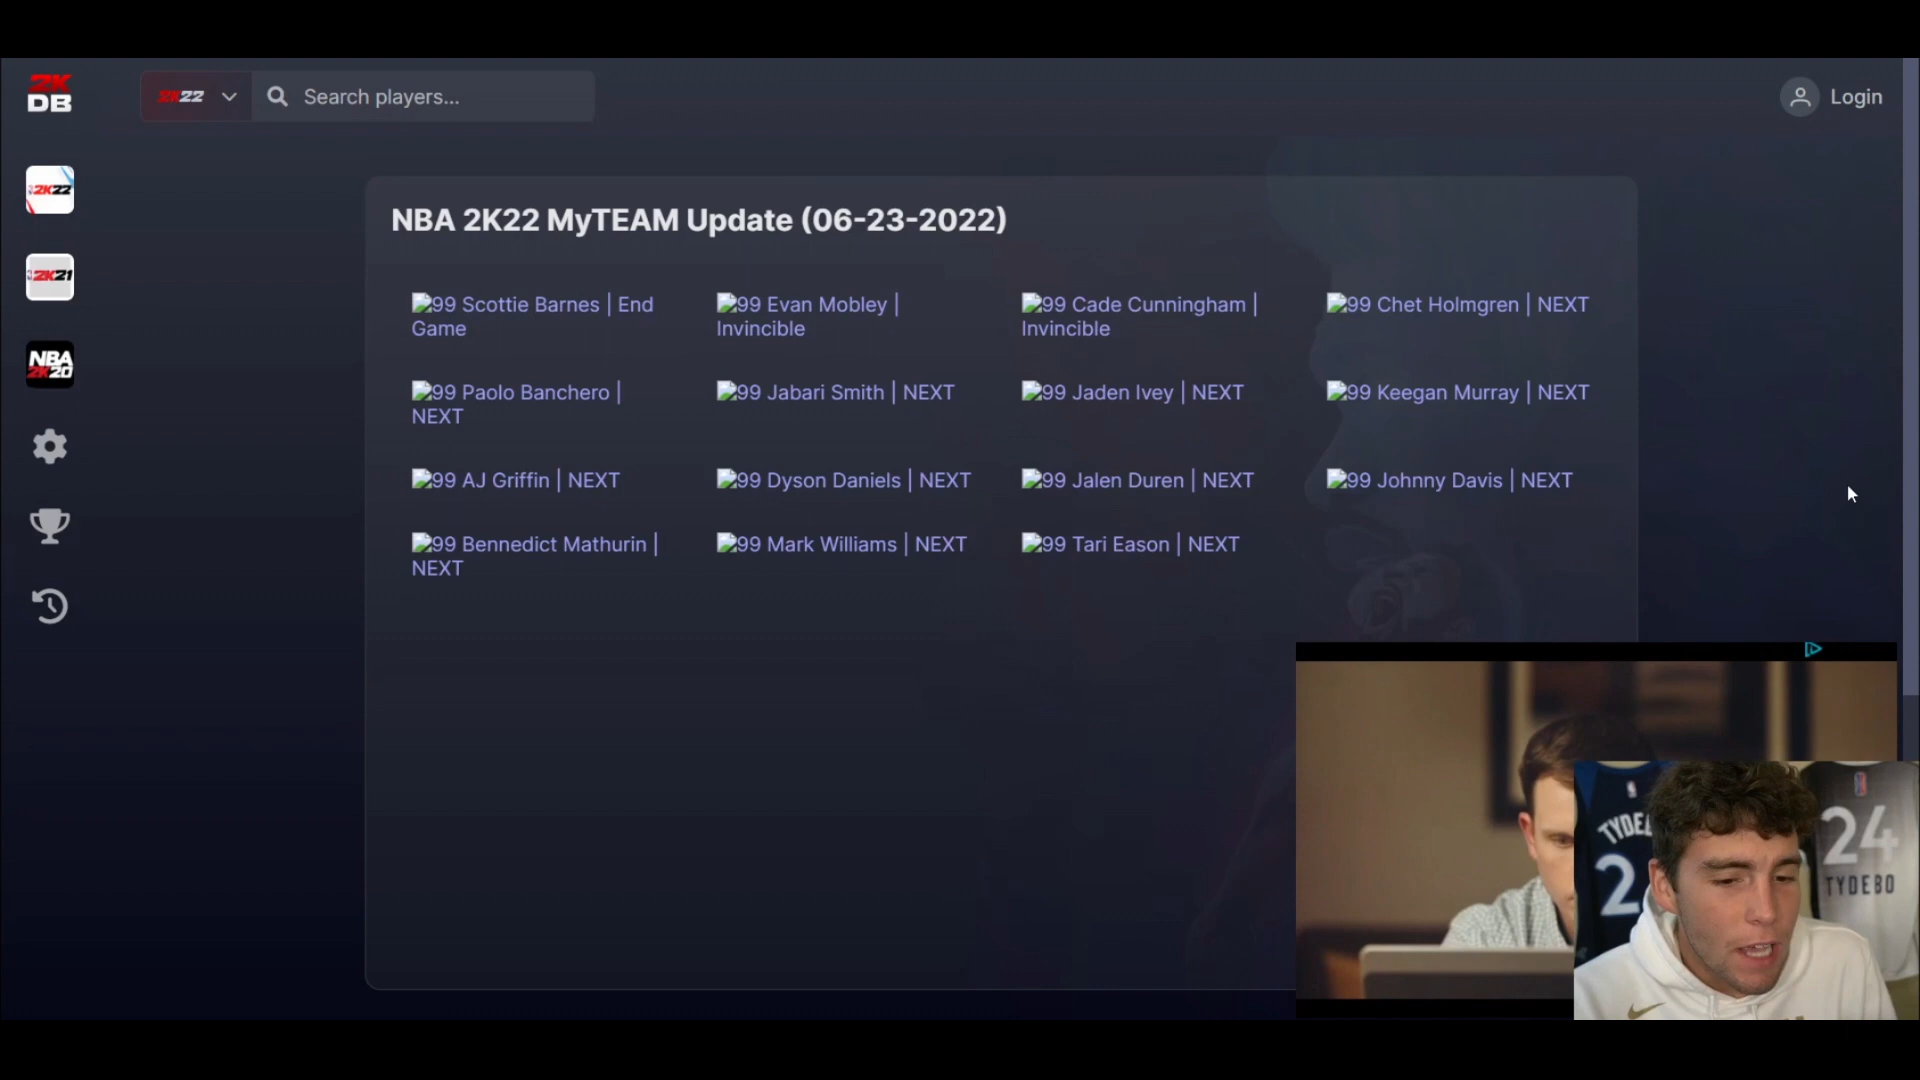 2K
DB
2K22
Search players...
Login
2K22
2K21
NBA
2K20
NBA 2K22 MyTEAM Update (06-23-2022)
99 Scottie Barnes | End
Game
99 Evan Mobley |
Invincible
99 Cade Cunningham |
Invincible
99 Chet Holmgren | NEXT
99 Paolo Banchero |
NEXT
99 Jabari Smith | NEXT
99 Jaden Ivey | NEXT
99 Keegan Murray | NEXT
99 AJ Griffin | NEXT
99 Dyson Daniels | NEXT
99 Jalen Duren | NEXT
99 Johnny Davis | NEXT
99 Bennedict Mathurin |
NEXT
99 Mark Williams | NEXT
99 Tari Eason | NEXT
TYDE
2
24
TYDEBO